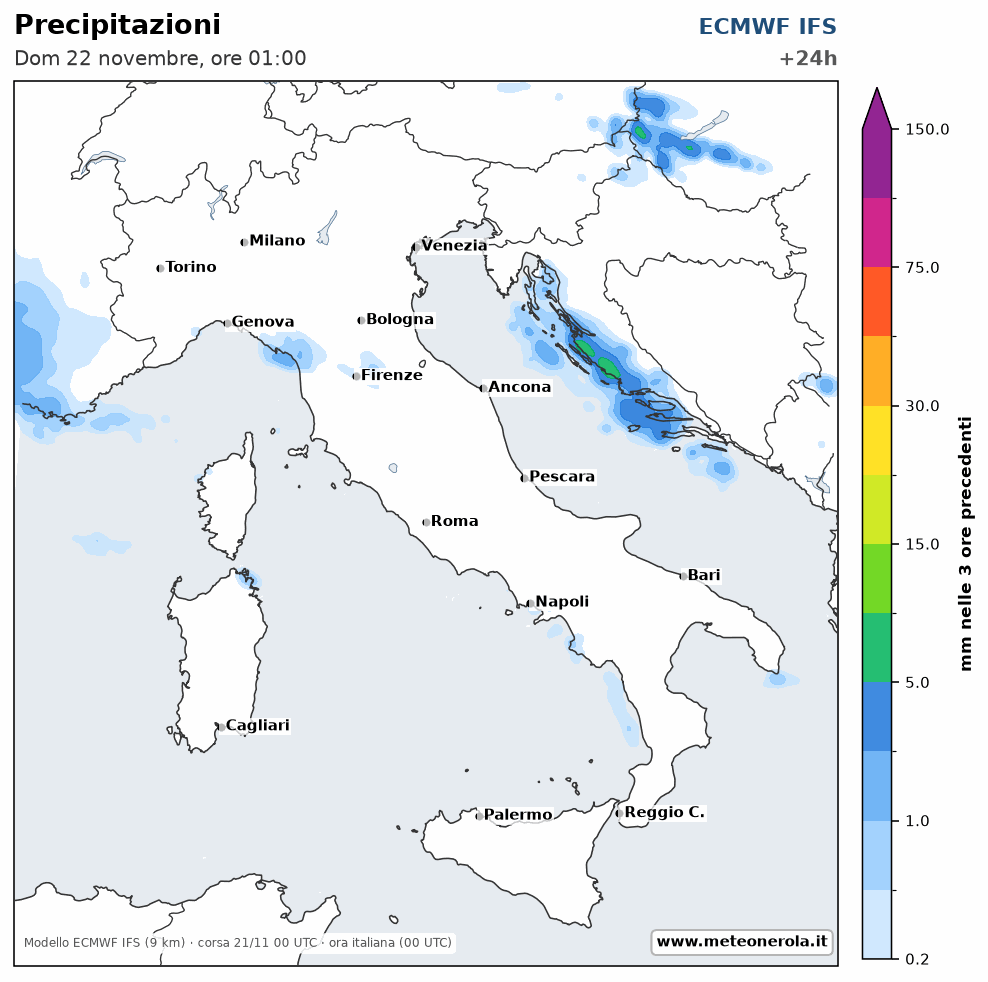 Precipitazioni
ECMWF IFS
Dom 22 novembre, ore 01:00
+24h
150.0
75.0
30.0
15.0
5.0
1.0
0.2
mm nelle 3 ore precedenti
Milano
Venezia
Torino
Genova
Bologna
Firenze
Ancona
Pescara
Roma
Bari
Napoli
Cagliari
Palermo
Reggio C.
Modello ECMWF IFS (9 km) · corsa 21/11 00 UTC · ora italiana (00 UTC)
www.meteonerola.it